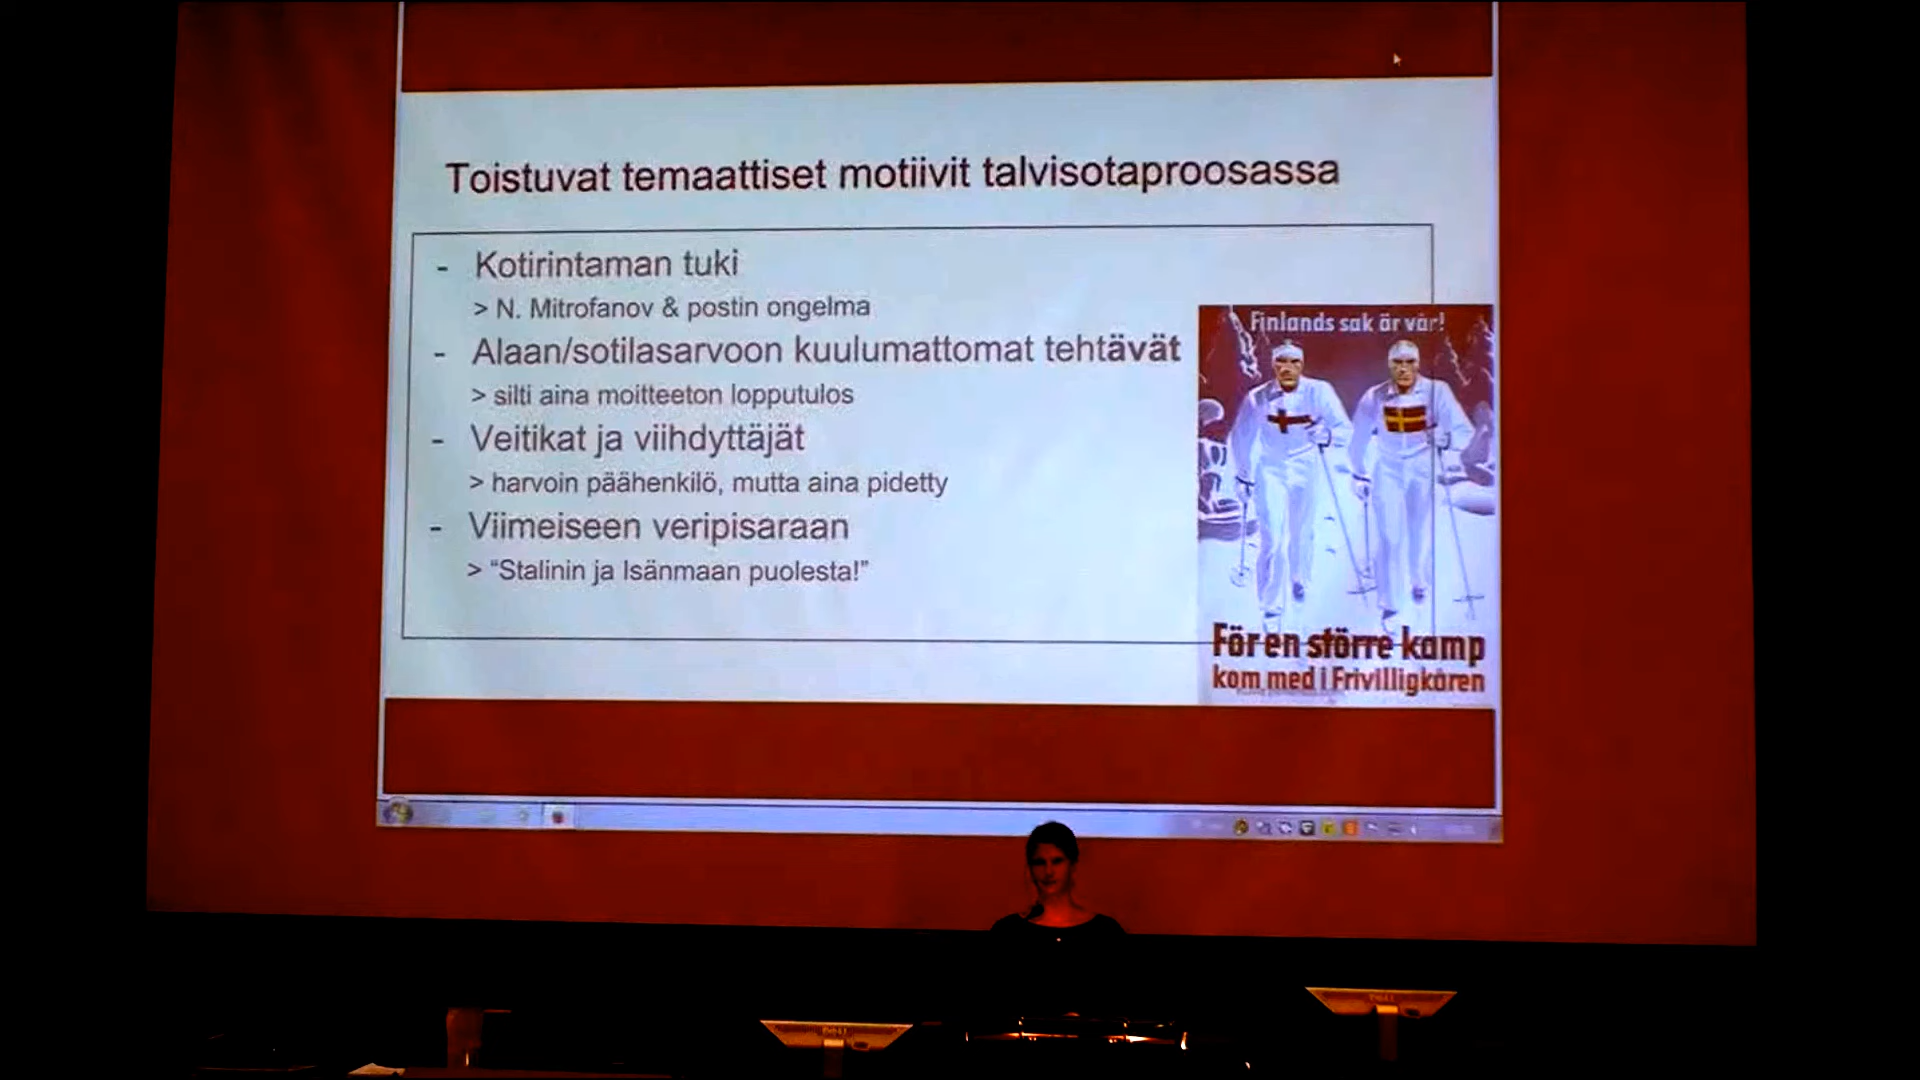 Toistuvat temaattiset motiivit talvisotaproosassa
- Kotirintaman tuki
> N. Mitrofanov & postin ongelma
- Alaan/sotilasarvoon kuulumattomat tehtävät
> silti aina moitteeton lopputulos
- Veitikat ja viihdyttäjät
> harvoin päähenkilö, mutta aina pidetty
- Viimeiseen veripisaraan
> “Stalinin ja Isänmaan puolesta!”
Finlands sak är vår!
För en större kamp
kom med i Frivilligkåren
DELL